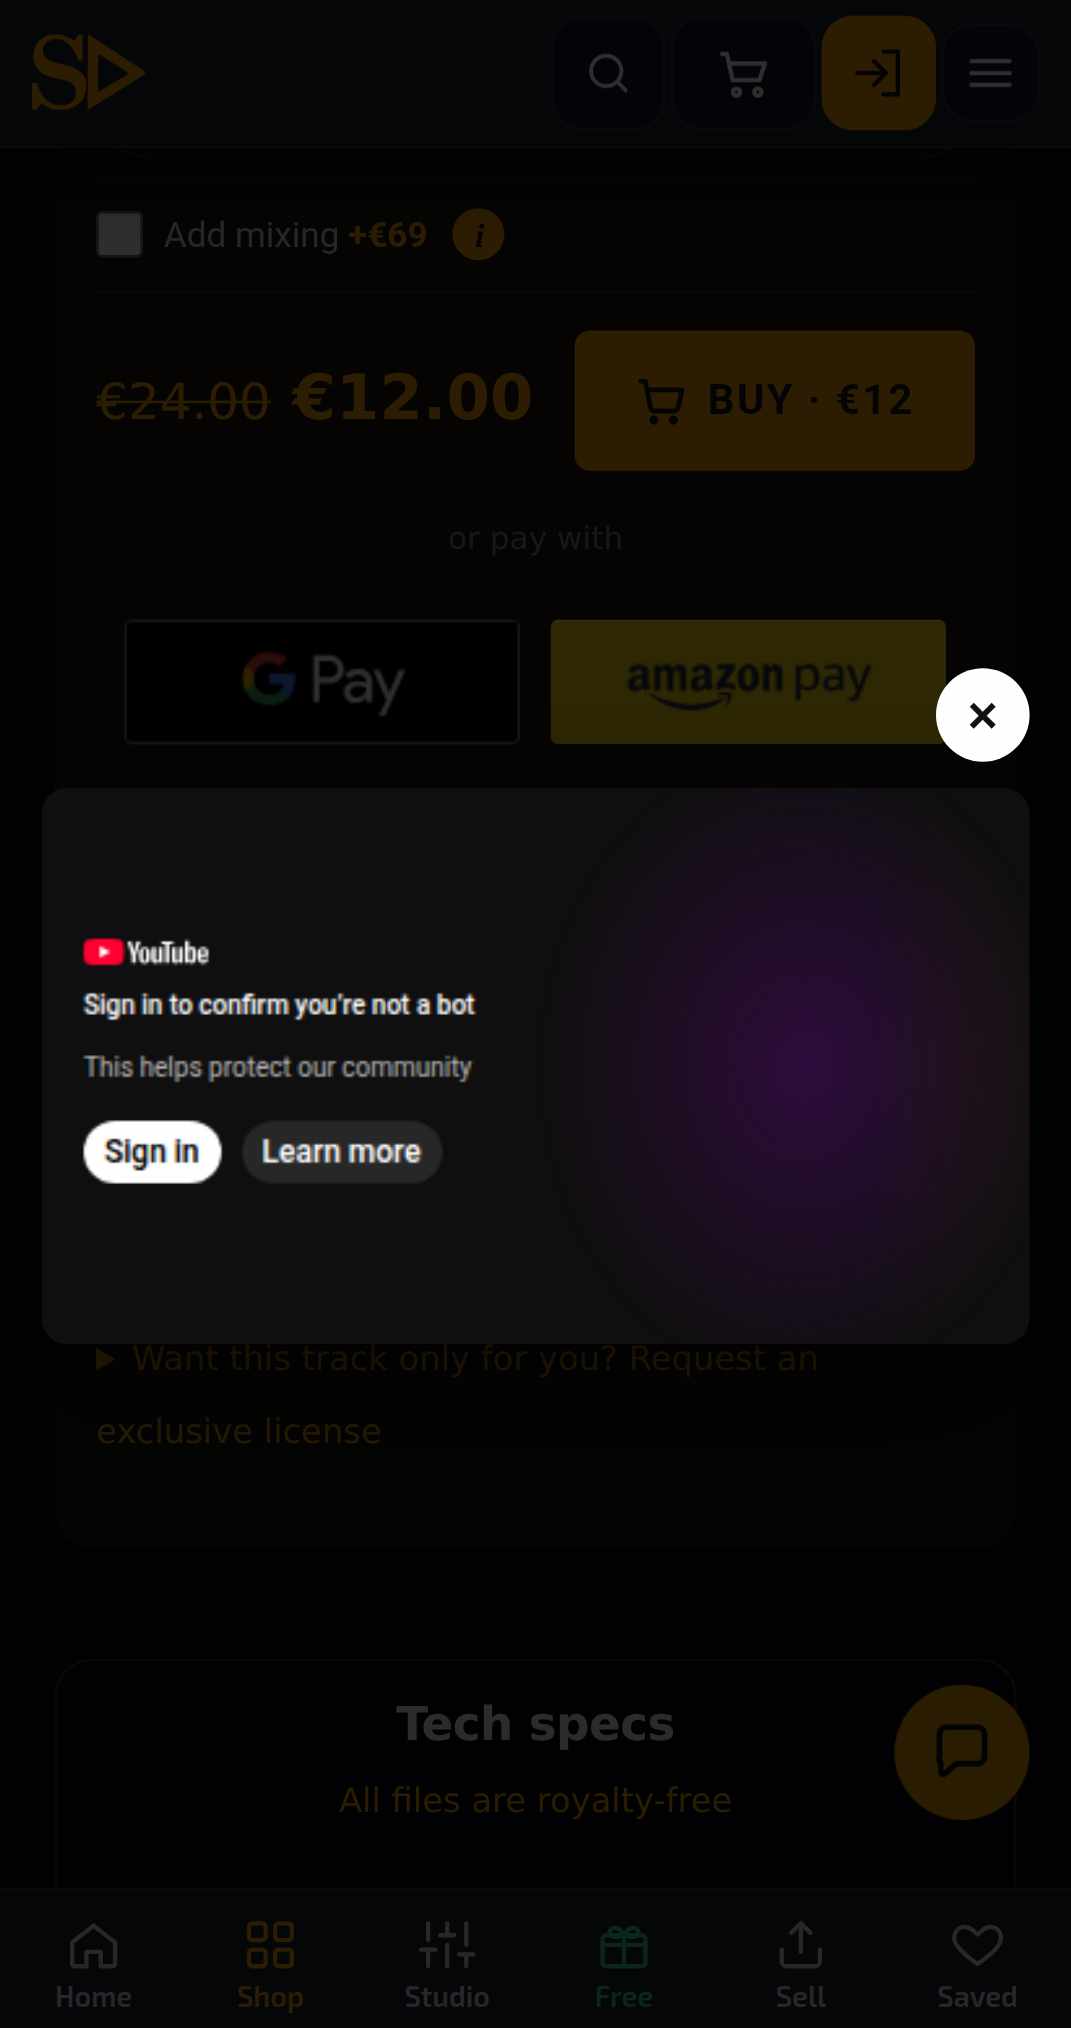 SD
Add mixing +€69 i
€24.00 €12.00 BUY · €12
or pay with
G Pay amazon pay
YouTube
Sign in to confirm you're not a bot
This helps protect our community
Sign in Learn more
Want this track only for you? Request an
exclusive license
Tech specs
All files are royalty-free
Home Shop Studio Free Sell Saved